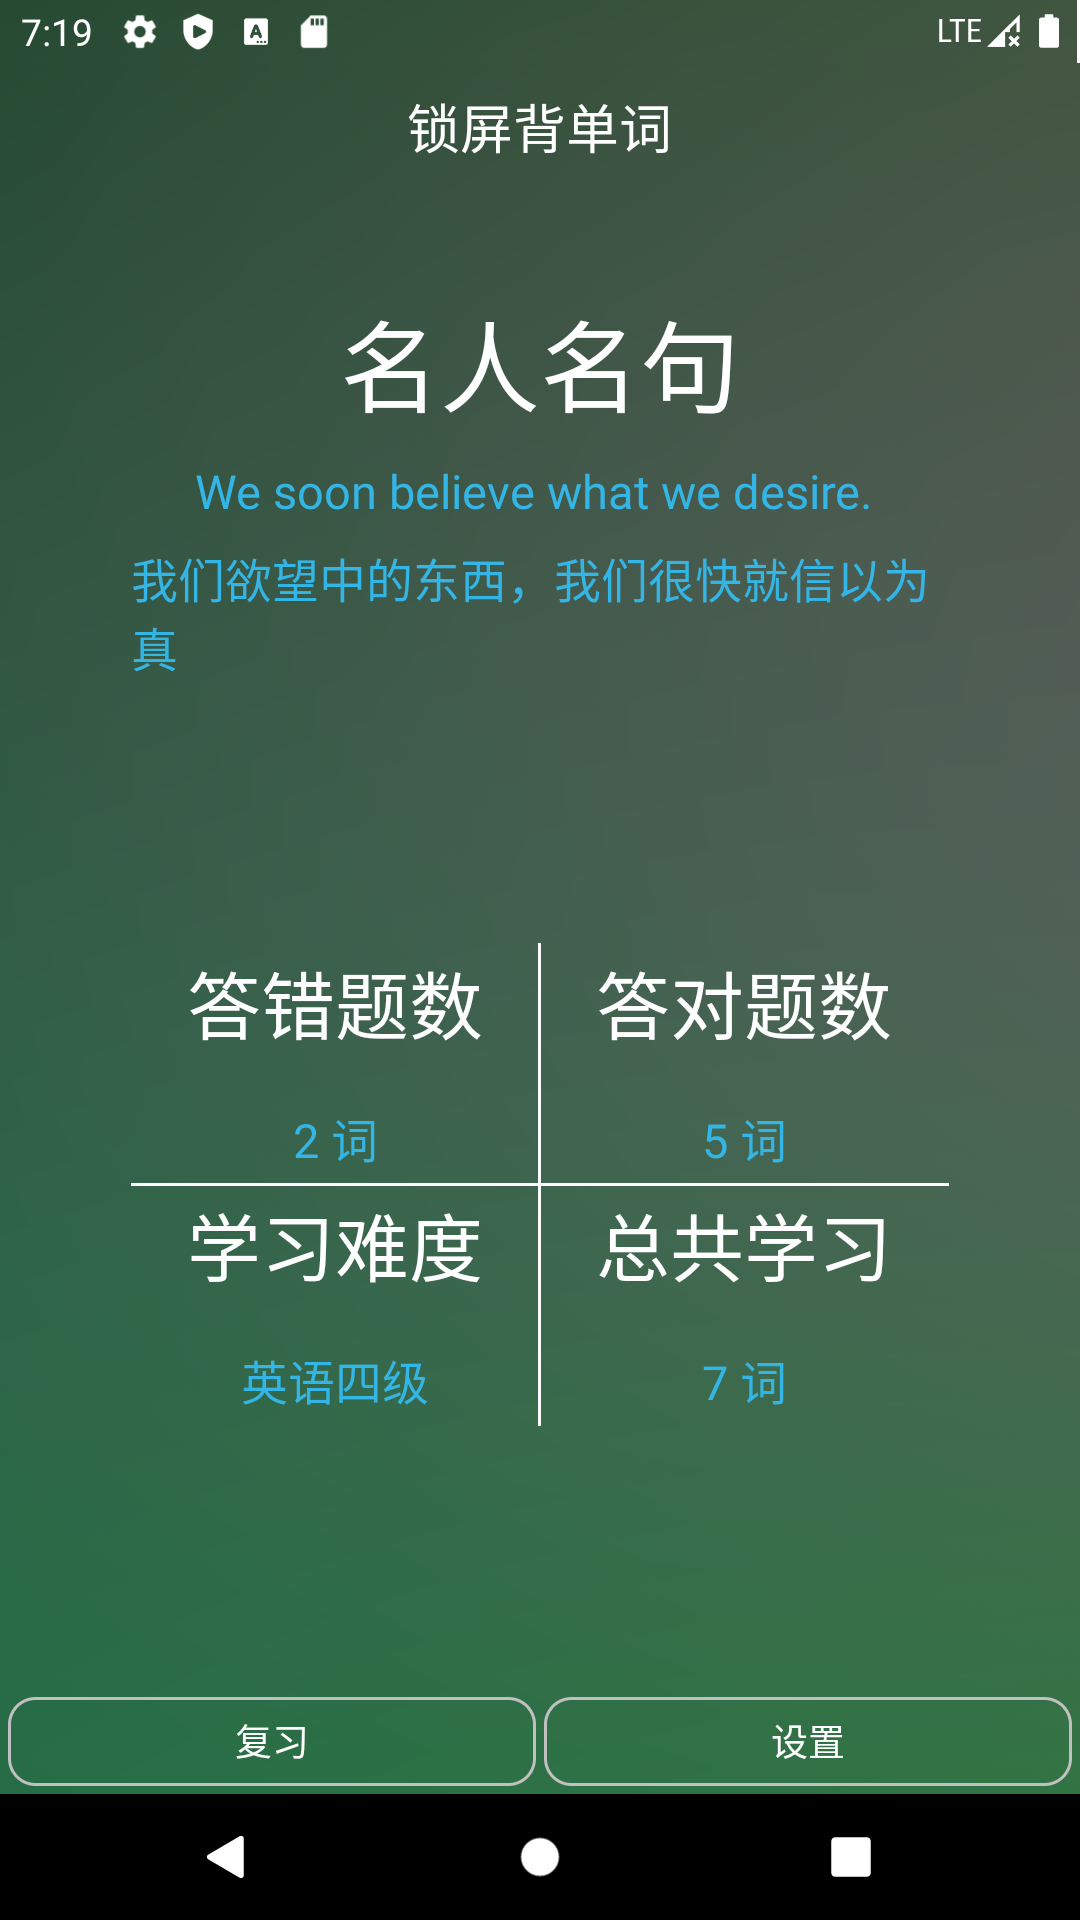 7:19
LTE
锁屏背单词
名人名句
We soon believe what we desire.
我们欲望中的东西，我们很快就信以为
真
答错题数
答对题数
2 词
5 词
学习难度
总共学习
英语四级
7 词
复习
设置